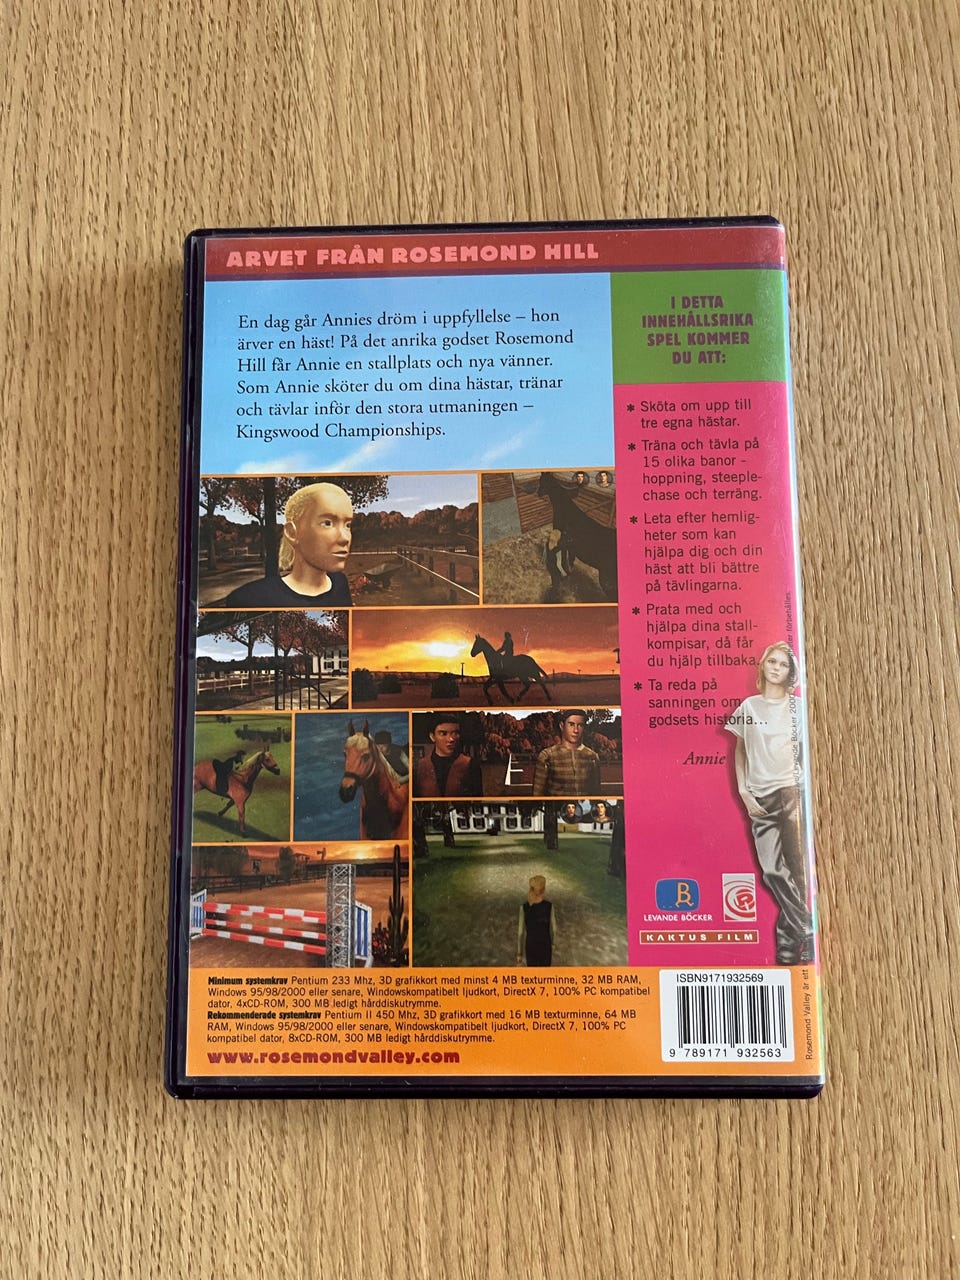 ARVET FRÅN ROSEMOND HILL
En dag går Annies dröm i uppfyllelse – hon
ärver en häst! På det anrika godset Rosemond
Hill får Annie en stallplats och nya vänner.
Som Annie sköter du om dina hästar, tränar
och tävlar inför den stora utmaningen –
Kingswood Championships.
I DETTA
INNEHÅLLSRIKA
SPEL KOMMER
DU ATT:
* Sköta om upp till
tre egna hästar.
* Träna och tävla på
15 olika banor -
hoppning, steeple-
chase och terräng.
* Leta efter hemlig-
heter som kan
hjälpa dig och din
häst att bli bättre
på tävlingarna.
* Prata med och
hjälpa dina stall-
kompisar, då får
du hjälp tillbaka.
* Ta reda på
sanningen om
godsets historia...
Annie
B
LEVANDE BÖCKER
KAKTUS FILM
Minimum systemkrav Pentium 233 Mhz, 3D grafikkort med minst 4 MB texturminne, 32 MB RAM,
Windows 95/98/2000 eller senare, Windowskompatibelt ljudkort, DirectX 7, 100% PC kompatibel
dator, 4xCD-ROM, 300 MB ledigt hårddiskutrymme.
Rekommenderade systemkrav Pentium II 450 Mhz, 3D grafikkort med 16 MB texturminne, 64 MB
RAM, Windows 95/98/2000 eller senare, Windowskompatibelt ljudkort, DirectX 7, 100% PC
kompatibel dator, 8xCD-ROM, 300 MB ledigt hårddiskutrymme.
www.rosemondvalley.com
ISBN9171932569
9 789171 932563
Rosemond Valley är ett
Levande Böcker
förbehålles.